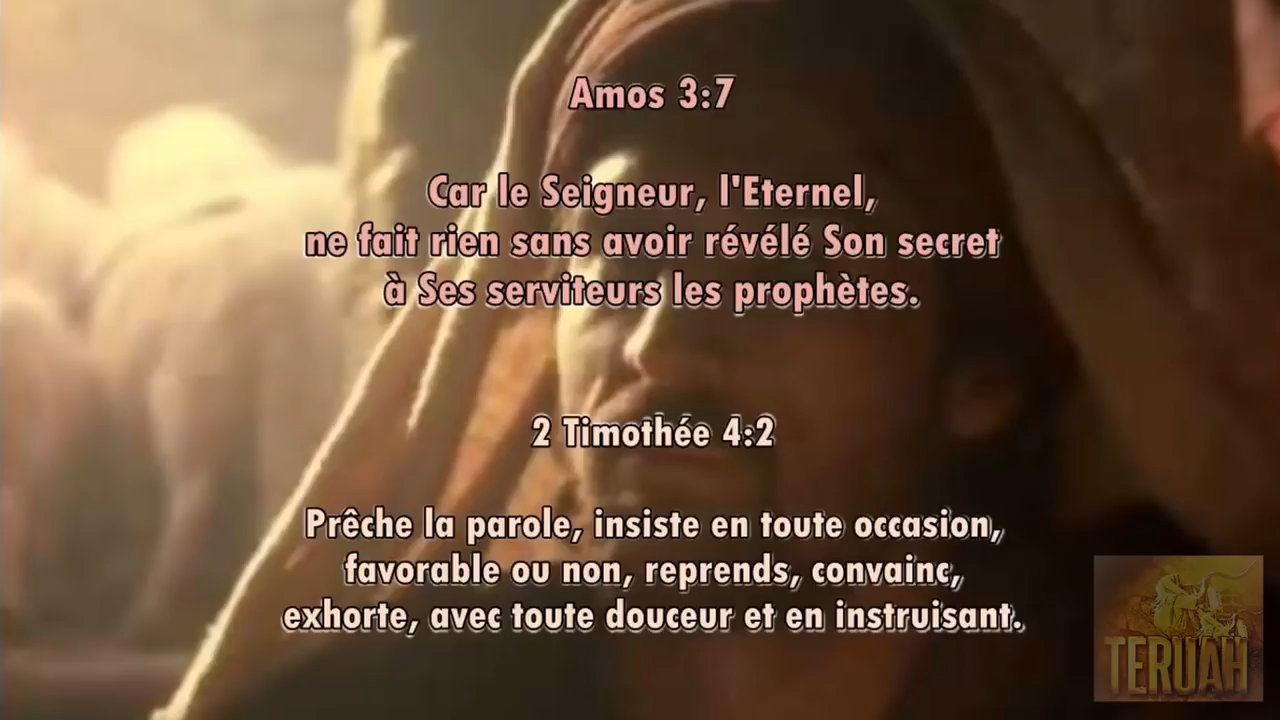 Amos 3:7
Car le Seigneur, l'Eternel,
ne fait rien sans avoir révélé Son secret
à Ses serviteurs les prophètes.
2 Timothée 4:2
Prêche la parole, insiste en toute occasion,
favorable ou non, reprends, convainc,
exhorte, avec toute douceur et en instruisant.
TERUAH